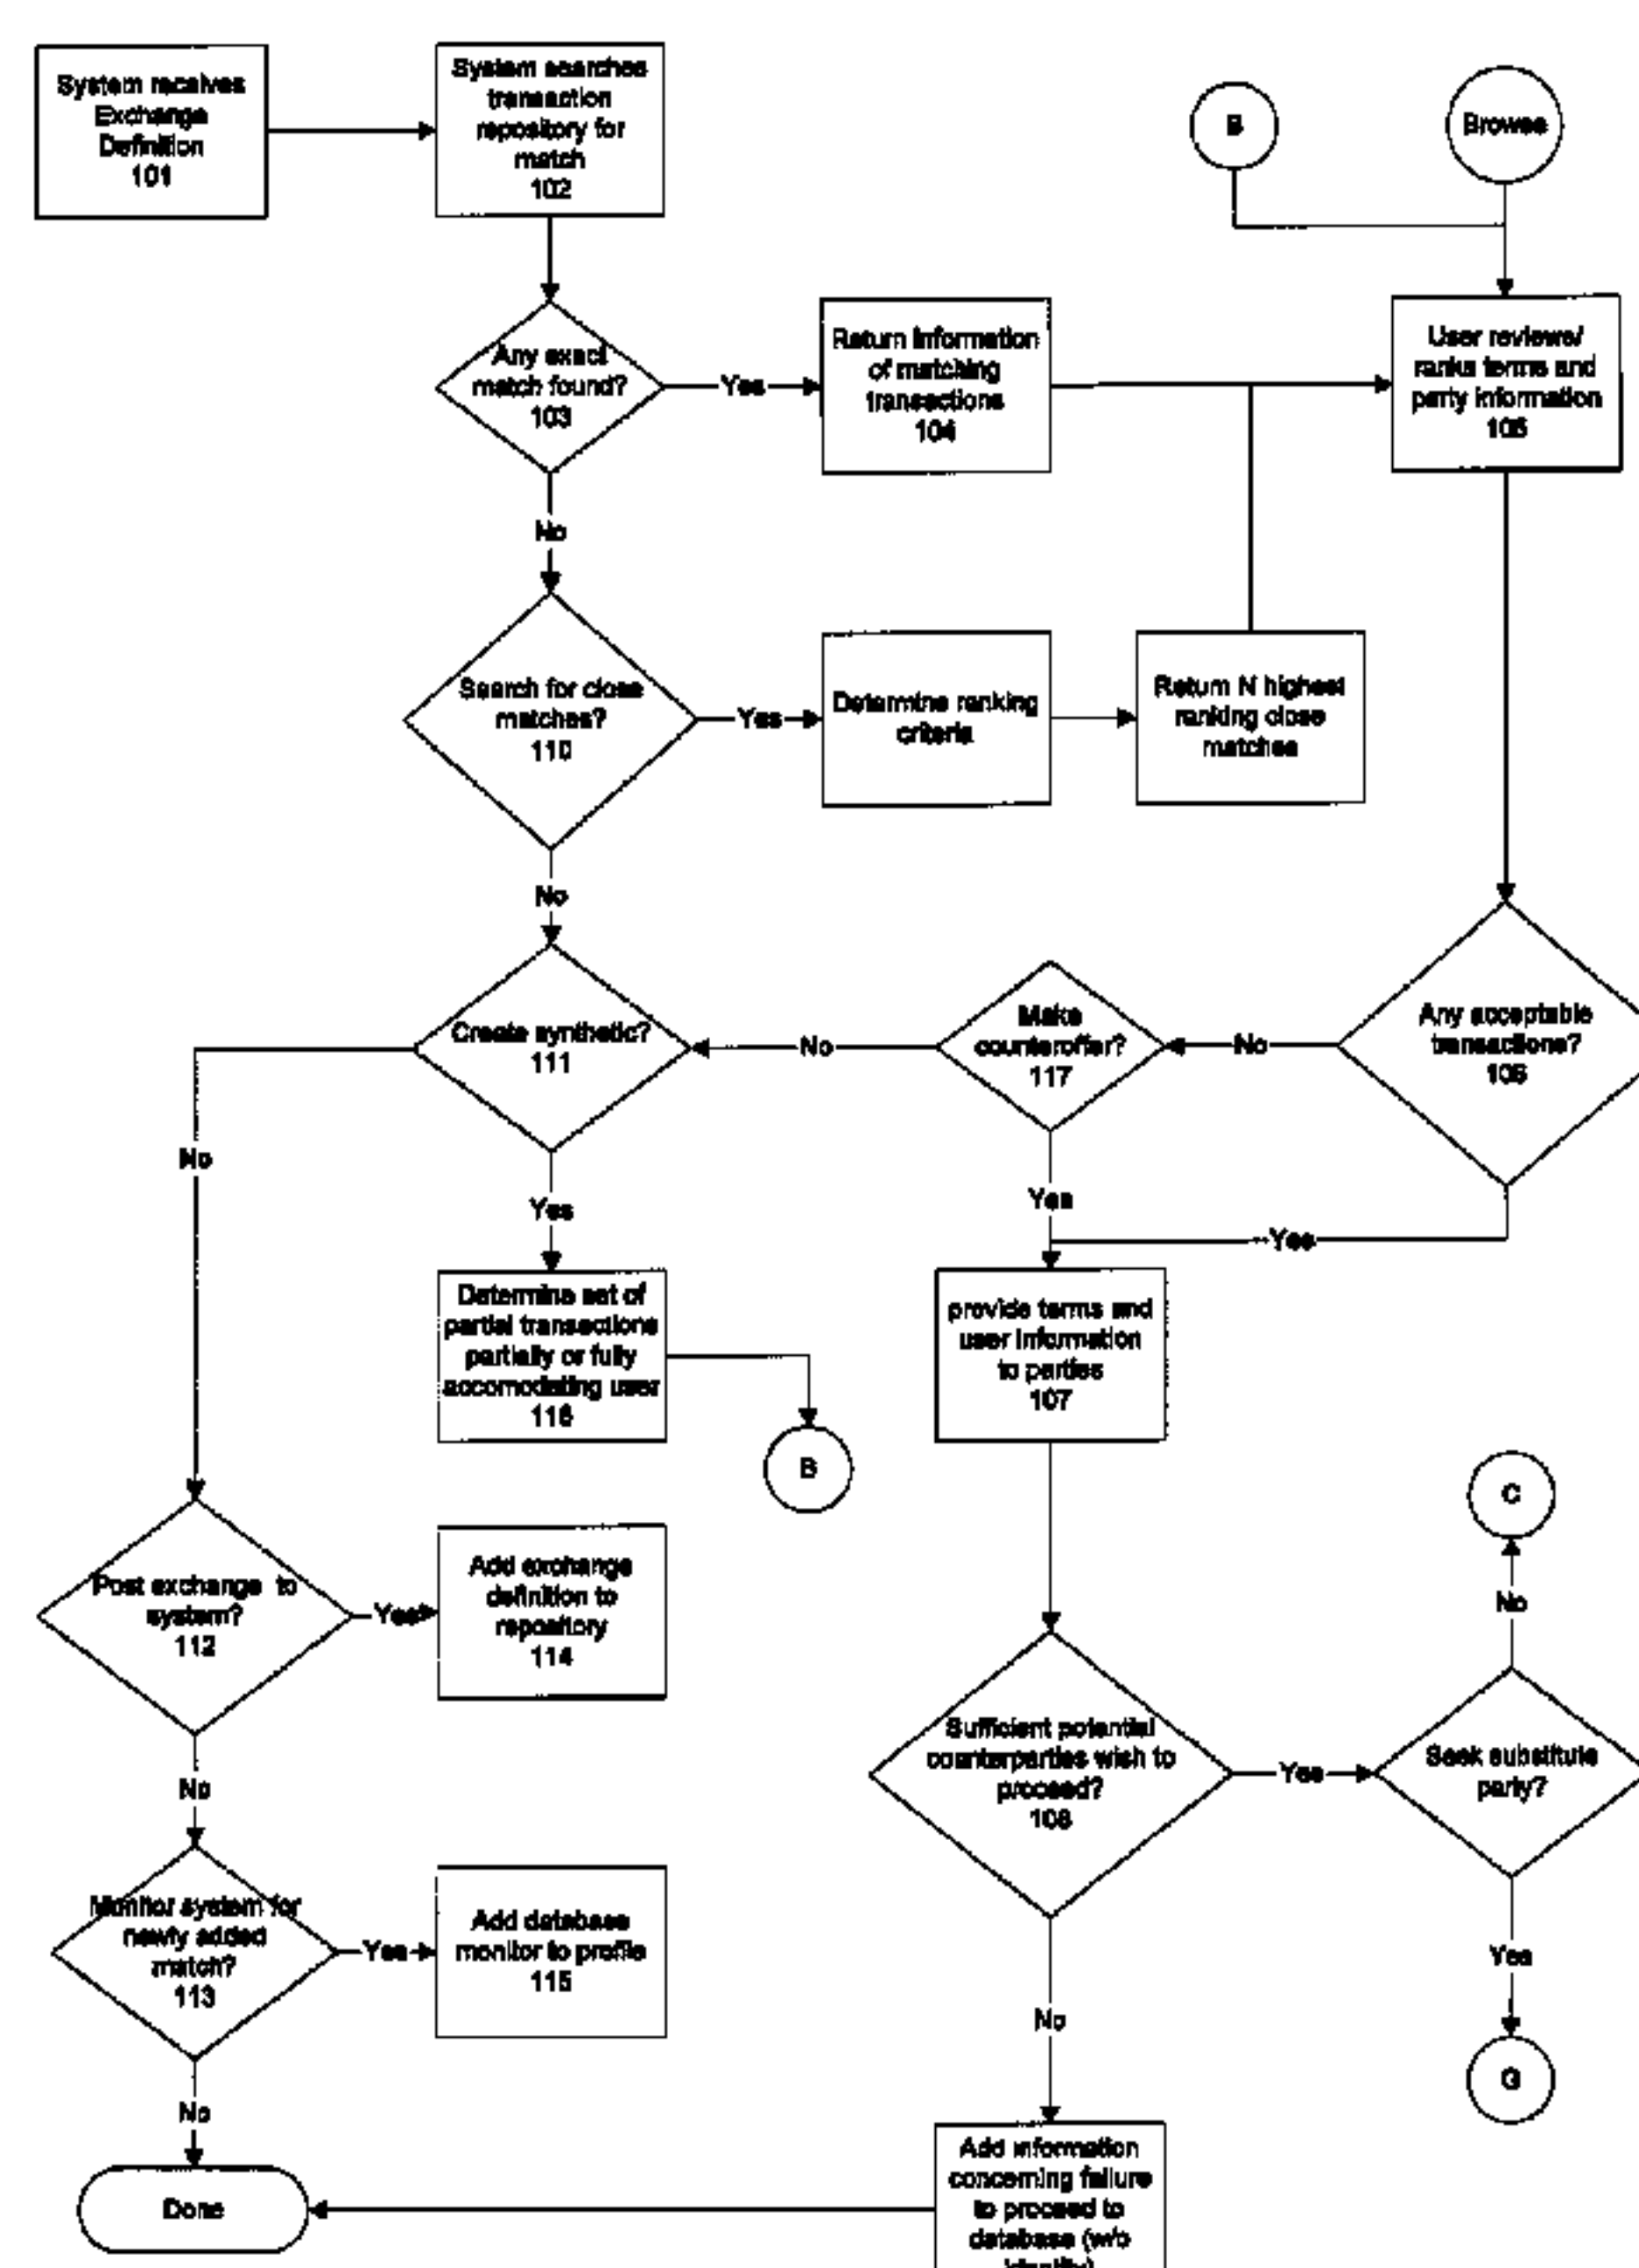 System receives
Exchange
Definition
101
System searches
transaction
repository for
match
102
B
Browse
Any exact
match found?
103
Yes
Return information
of matching
transactions
104
User reviews/
ranks terms and
party information
105
No
Search for close
matches?
110
Yes
Determine ranking
criteria
Return N highest
ranking close
matches
No
Create synthetic?
111
No
Make
counteroffer?
117
No
Any acceptable
transactions?
106
No
Yes
Yes
Yes
Determine set of
partial transactions
partially or fully
accomodating user
116
B
provide terms and
user information
to parties
107
C
No
Post exchange to
system?
112
Yes
Add exchange
definition to
repository
114
Sufficient potential
counterparties wish to
proceed?
108
Yes
Seek substitute
party?
No
Yes
Monitor system for
newly added
match?
113
Yes
Add database
monitor to profile
115
No
G
No
Done
Add information
concerning failure
to proceed to
database (w/o
identity)